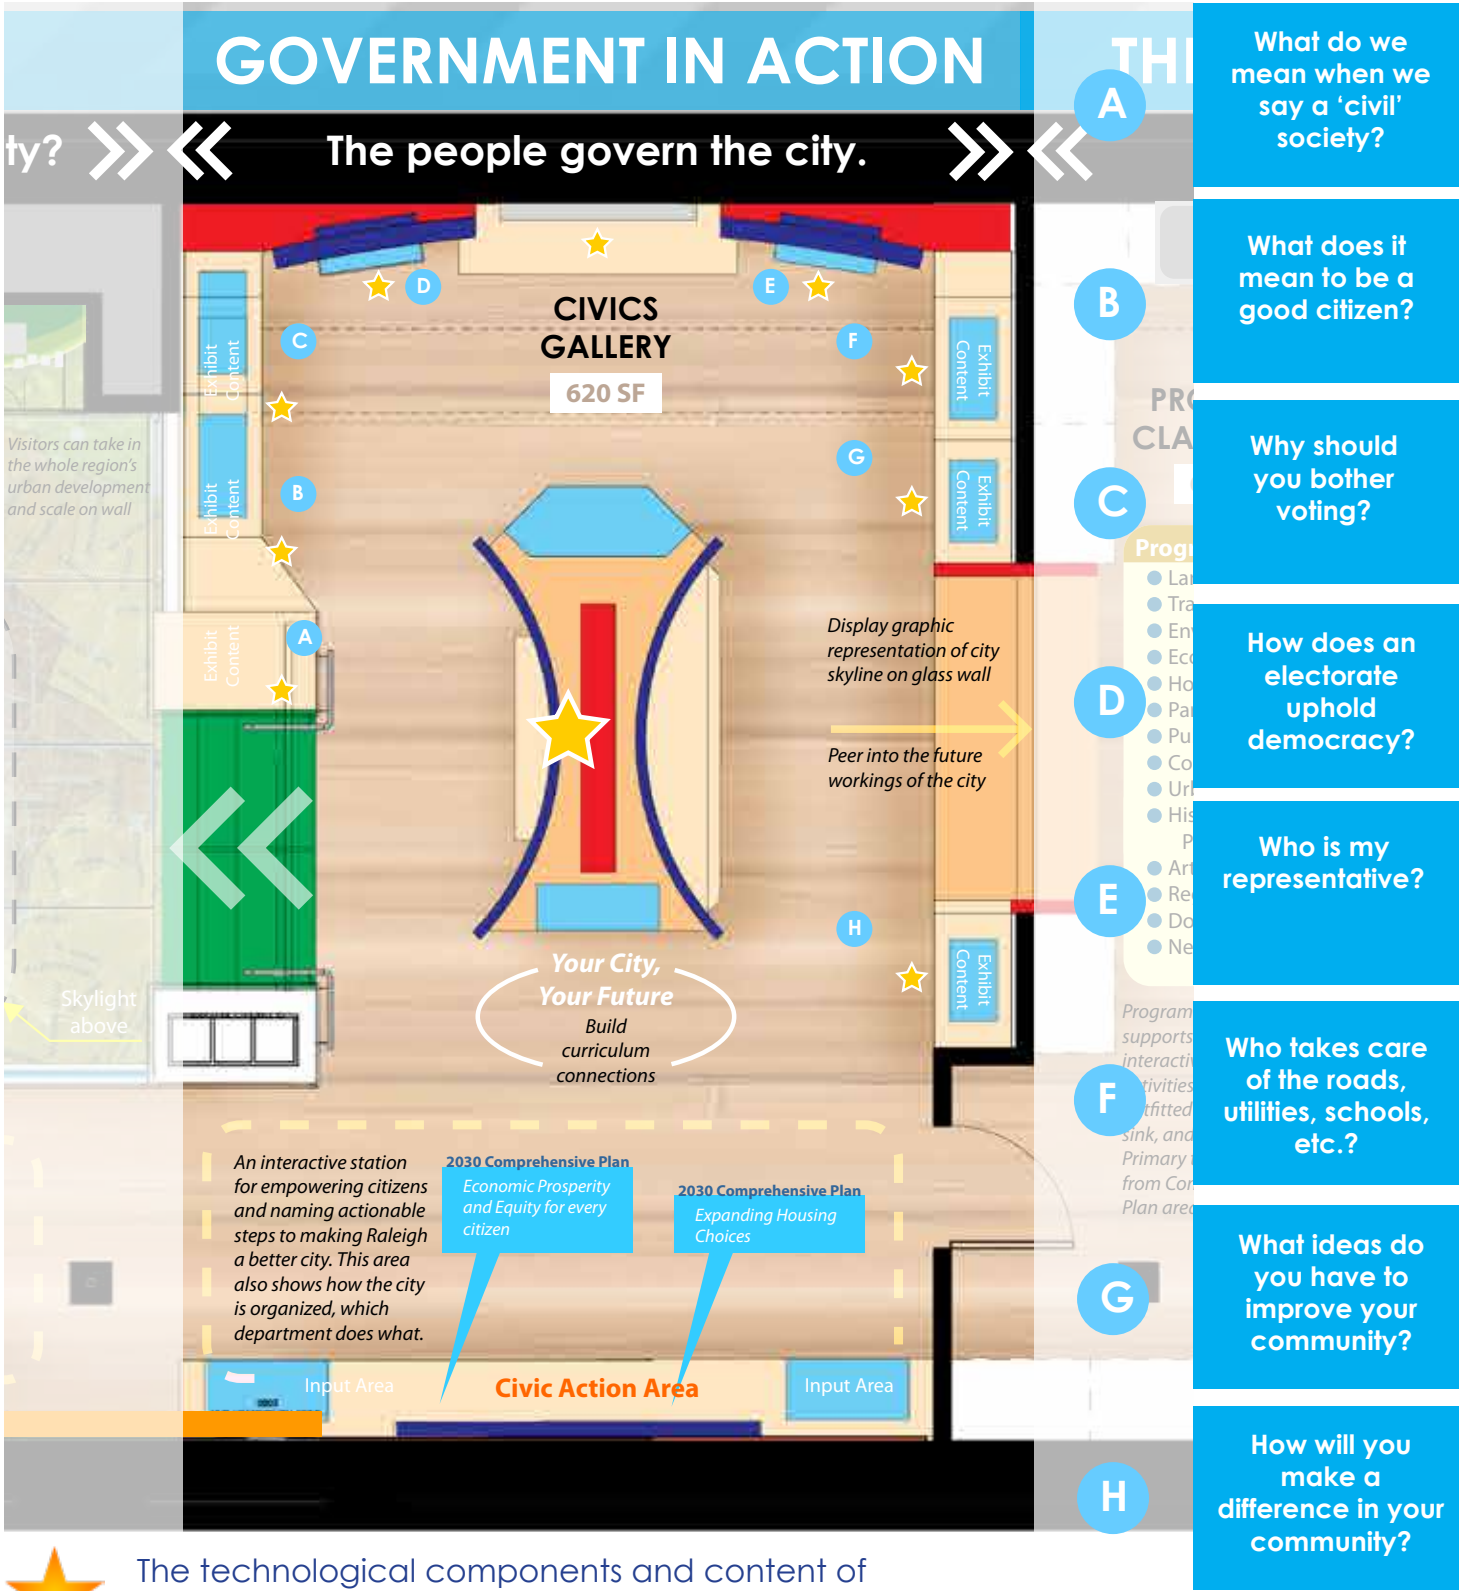 GOVERNMENT IN ACTION
ty?
The people govern the city.
CIVICS
GALLERY
620 SF
D
E
C
F
B
G
A
H
Exhibit
Content
Exhibit
Content
Exhibit
Content
Exhibit
Content
Exhibit
Content
Exhibit
Content
Visitors can take in
the whole region's
urban development
and scale on wall
Skylight
above
Display graphic
representation of city
skyline on glass wall
Peer into the future
workings of the city
Your City,
Your Future
Build
curriculum
connections
An interactive station
for empowering citizens
and naming actionable
steps to making Raleigh
a better city. This area
also shows how the city
is organized, which
department does what.
2030 Comprehensive Plan
Economic Prosperity
and Equity for every
citizen
2030 Comprehensive Plan
Expanding Housing
Choices
Input Area
Civic Action Area
Input Area
Program
supports
Primary
from
Plan
sink, and
A
What do we
mean when we
say a ‘civil’
society?
B
What does it
mean to be a
good citizen?
C
Why should
you bother
voting?
D
How does an
electorate
uphold
democracy?
E
Who is my
representative?
F
Who takes care
of the roads,
utilities, schools,
etc.?
G
What ideas do
you have to
improve your
community?
H
How will you
make a
difference in your
community?
The technological components and content of